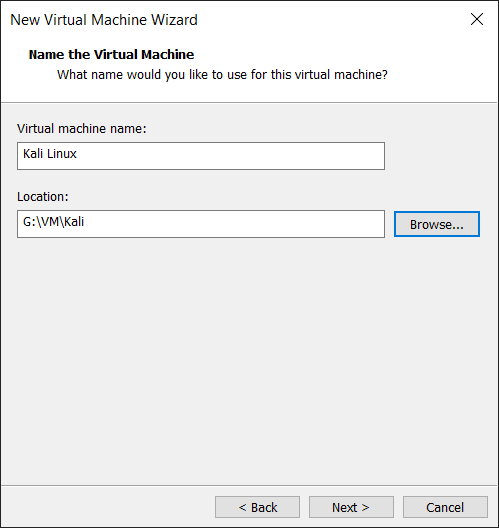 New Virtual Machine Wizard
Name the Virtual Machine
What name would you like to use for this virtual machine?
Virtual machine name:
Kali Linux
Location:
G:\VM\Kali
Browse...
< Back
Next >
Cancel